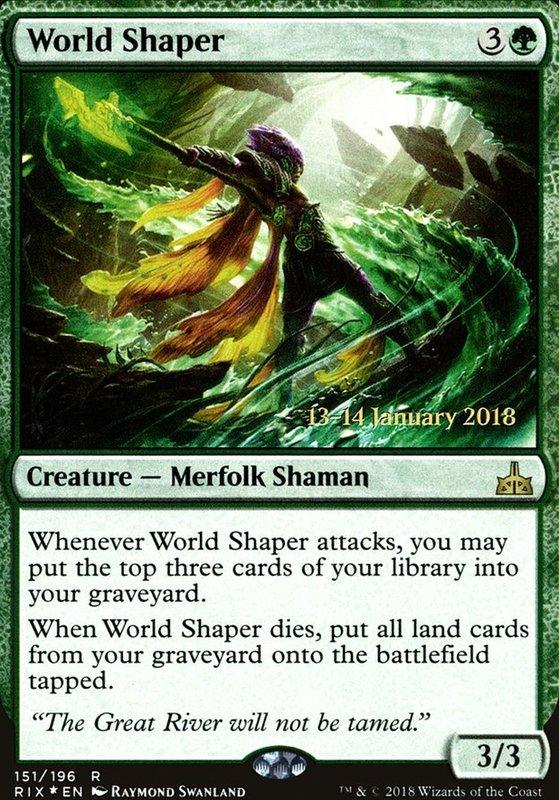 World Shaper 3
13–14 January 2018
Creature — Merfolk Shaman
Whenever World Shaper attacks, you may
put the top three cards of your library into
your graveyard.
When World Shaper dies, put all land cards
from your graveyard onto the battlefield
tapped.
“The Great River will not be tamed.”
3/3
151/196 R
RIX★EN RAYMOND SWANLAND
™ & © 2018 Wizards of the Coast